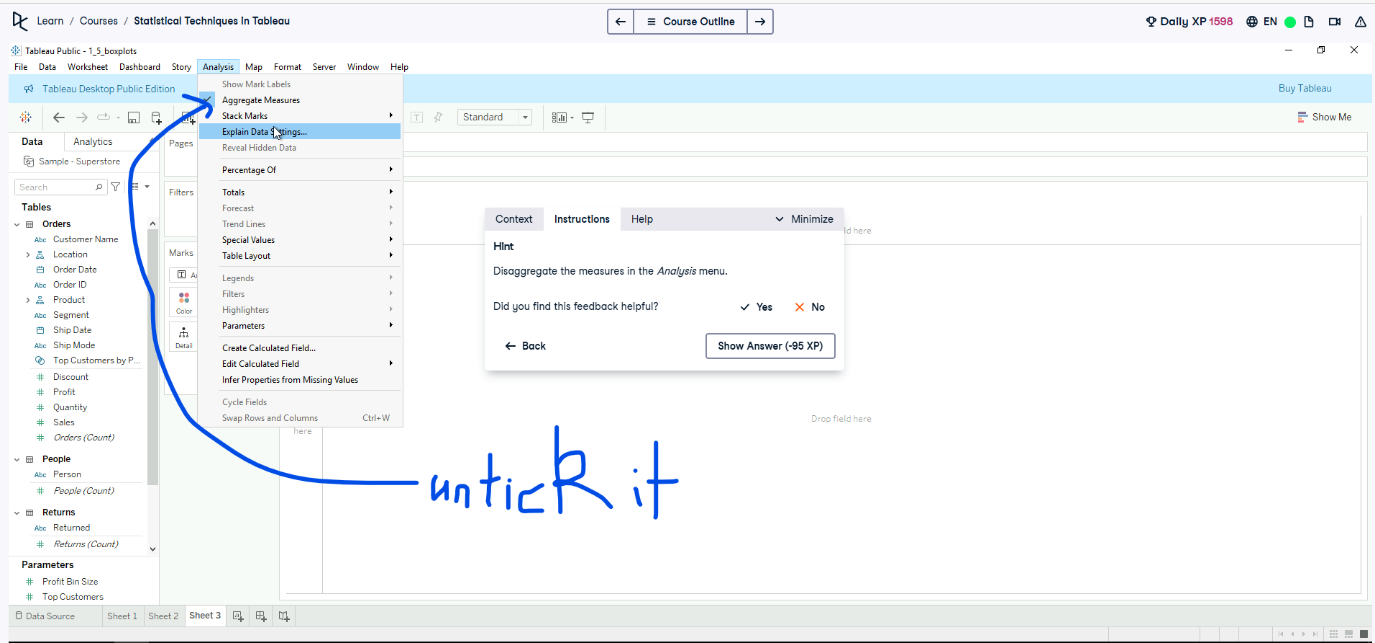 Learn / Courses / Statistical Techniques in Tableau
Course Outline
Daily XP 1598
EN
Tableau Public - 1_5_boxplots
File Data Worksheet Dashboard Story Analysis Map Format Server Window Help
Tableau Desktop Public Edition
Buy Tableau
Standard
Show Me
Data Analytics
Sample - Superstore
Search
Tables
Orders
Abc Customer Name
Location
Order Date
Abc Order ID
Product
Abc Segment
Ship Date
Abc Ship Mode
Top Customers by P...
Discount
Profit
Quantity
Sales
Orders (Count)
People
Abc Person
People (Count)
Returns
Abc Returned
Returns (Count)
Parameters
Profit Bin Size
Top Customers
Pages
Filters
Marks
Color
Detail
Show Mark Labels
Aggregate Measures
Stack Marks
Explain Data Settings...
Reveal Hidden Data
Percentage Of
Totals
Forecast
Trend Lines
Special Values
Table Layout
Legends
Filters
Highlighters
Parameters
Create Calculated Field...
Edit Calculated Field
Infer Properties from Missing Values
Cycle Fields
Swap Rows and Columns Ctrl+W
here
Context Instructions Help Minimize
ld here
Hint
Disaggregate the measures in the Analysis menu.
Did you find this feedback helpful? Yes No
Back
Show Answer (-95 XP)
Drop field here
untick it
Data Source Sheet 1 Sheet 2 Sheet 3